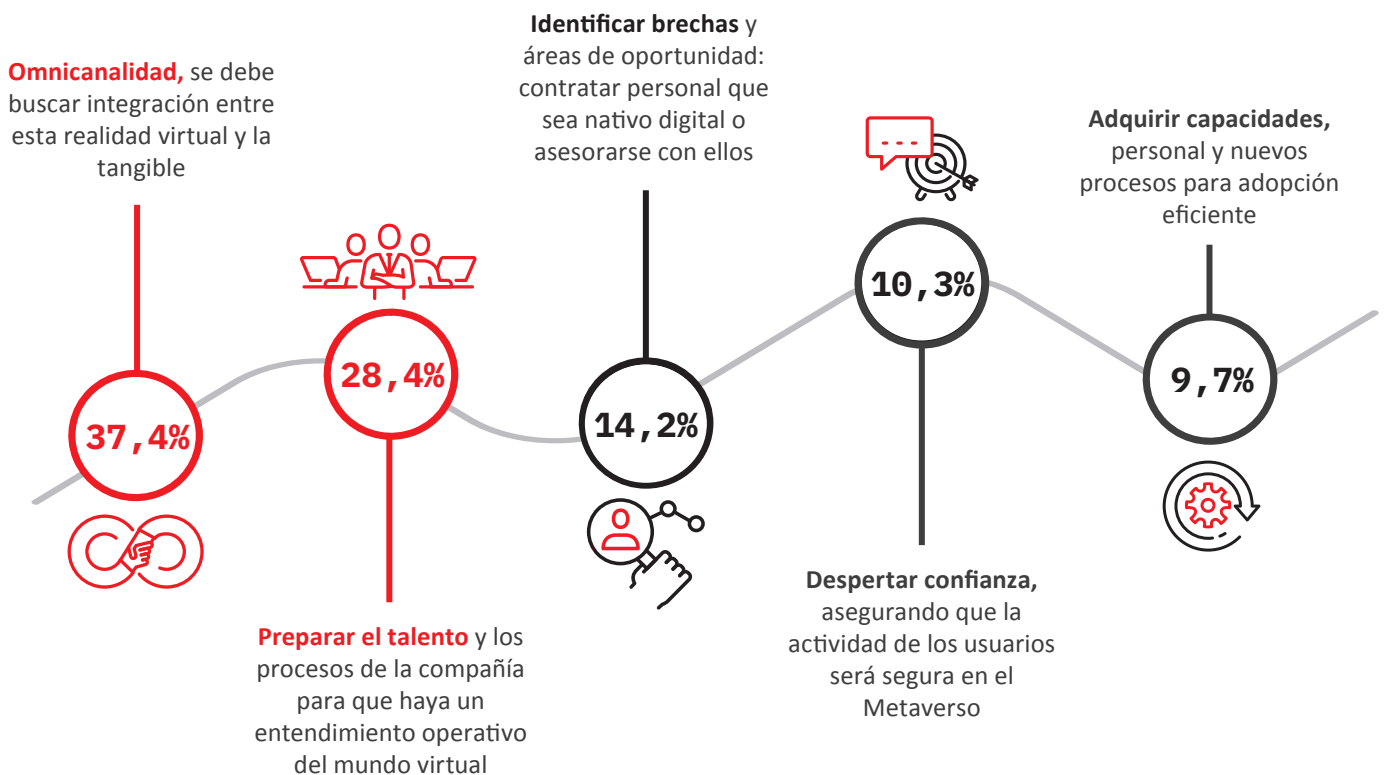 Omnicanalidad, se debe
buscar integración entre
esta realidad virtual y la
tangible
37,4%
28,4%
Preparar el talento y los
procesos de la compañía
para que haya un
entendimiento operativo
del mundo virtual
Identificar brechas y
áreas de oportunidad:
contratar personal que
sea nativo digital o
asesorarse con ellos
14,2%
10,3%
Despertar confianza,
asegurando que la
actividad de los usuarios
será segura en el
Metaverso
Adquirir capacidades,
personal y nuevos
procesos para adopción
eficiente
9,7%